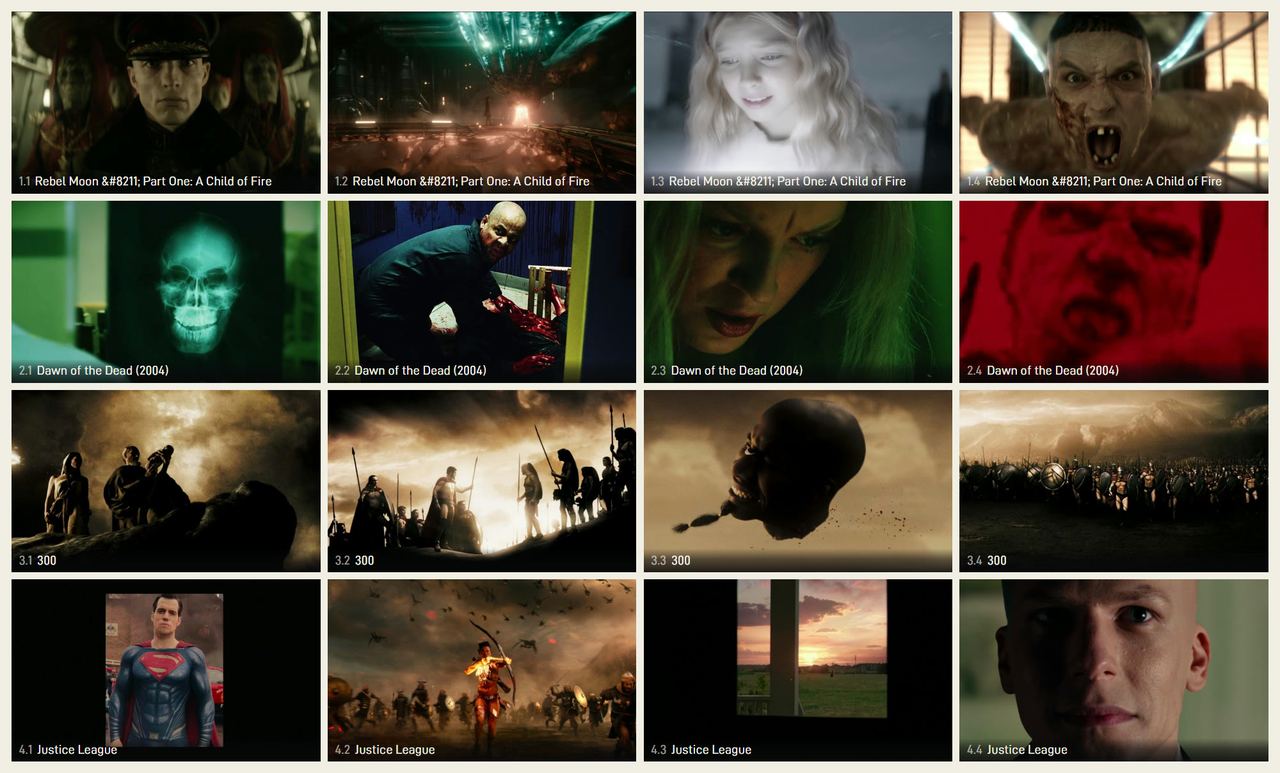 1.1 Rebel Moon &#8211; Part One: A Child of Fire
1.2 Rebel Moon &#8211; Part One: A Child of Fire
1.3 Rebel Moon &#8211; Part One: A Child of Fire
1.4 Rebel Moon &#8211; Part One: A Child of Fire
2.1 Dawn of the Dead (2004)
2.2 Dawn of the Dead (2004)
2.3 Dawn of the Dead (2004)
2.4 Dawn of the Dead (2004)
3.1 300
3.2 300
3.3 300
3.4 300
4.1 Justice League
4.2 Justice League
4.3 Justice League
4.4 Justice League